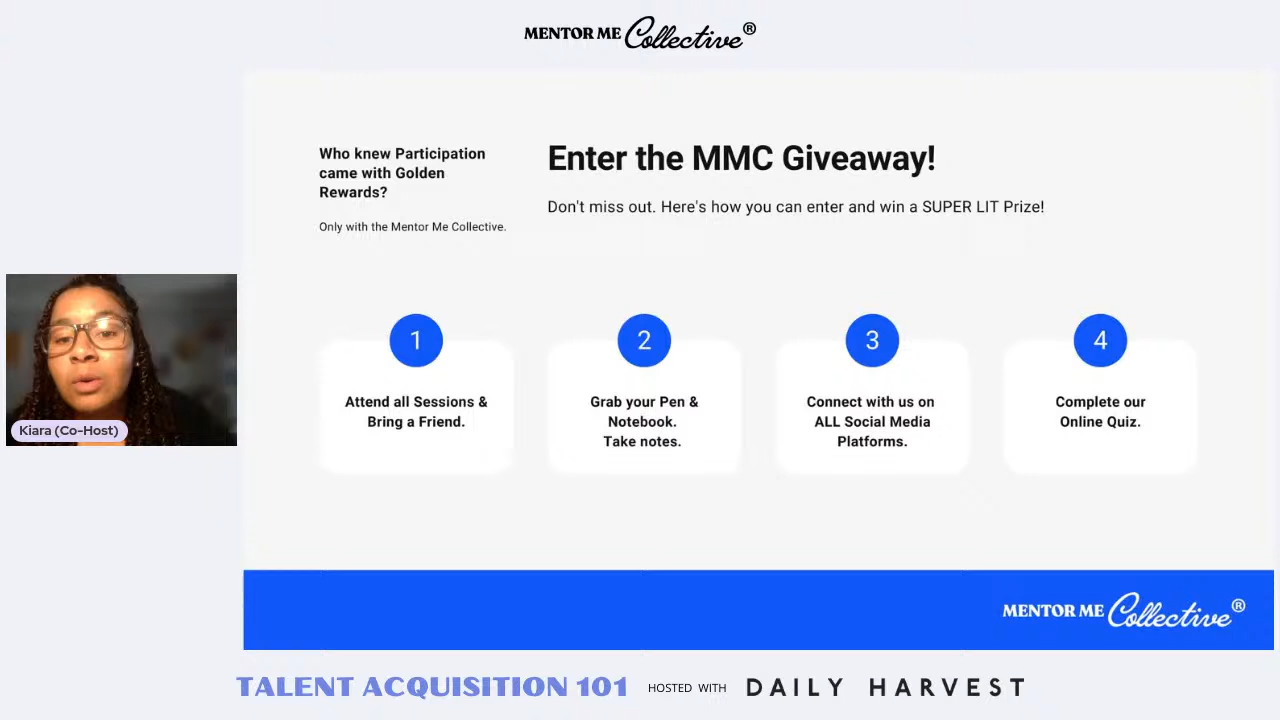 MENTOR ME Collective®
Who knew Participation
came with Golden
Rewards?
Only with the Mentor Me Collective.
Enter the MMC Giveaway!
Don't miss out. Here's how you can enter and win a SUPER LIT Prize!
1
Attend all Sessions &
Bring a Friend.
2
Grab your Pen &
Notebook.
Take notes.
3
Connect with us on
ALL Social Media
Platforms.
4
Complete our
Online Quiz.
Kiara (Co-Host)
MENTOR ME Collective®
TALENT ACQUISITION 101 HOSTED WITH DAILY HARVEST